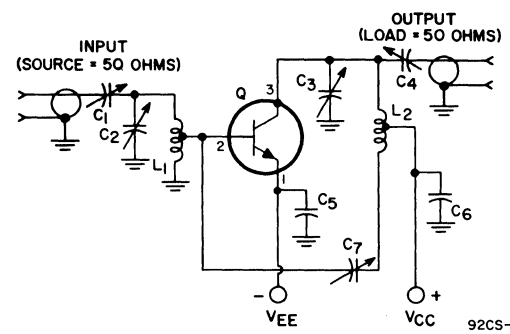 INPUT
(SOURCE = 50 OHMS)
OUTPUT
(LOAD = 50 OHMS)
C1
C2
L1
Q
3
2
1
C3
C4
L2
C5
C6
C7
- VEE
VCC +
92CS-